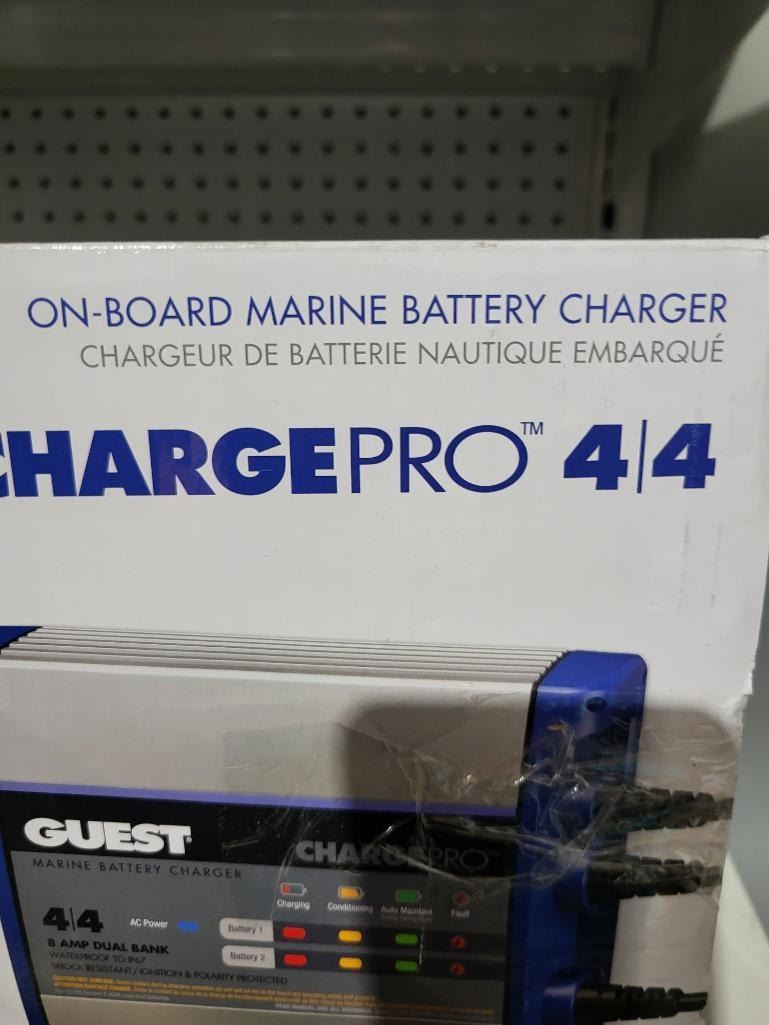 ON-BOARD MARINE BATTERY CHARGER
CHARGEUR DE BATTERIE NAUTIQUE EMBARQUÉ
CHARGEPRO™ 4|4
GUEST®
MARINE BATTERY CHARGER
CHARGEPRO™
Charging Conditioning Auto Maintain Fault
4|4 AC Power
Battery 1
8 AMP DUAL BANK
Battery 2
WATERPROOF TO IP67
SHOCK RESISTANT / IGNITION & POLARITY PROTECTED